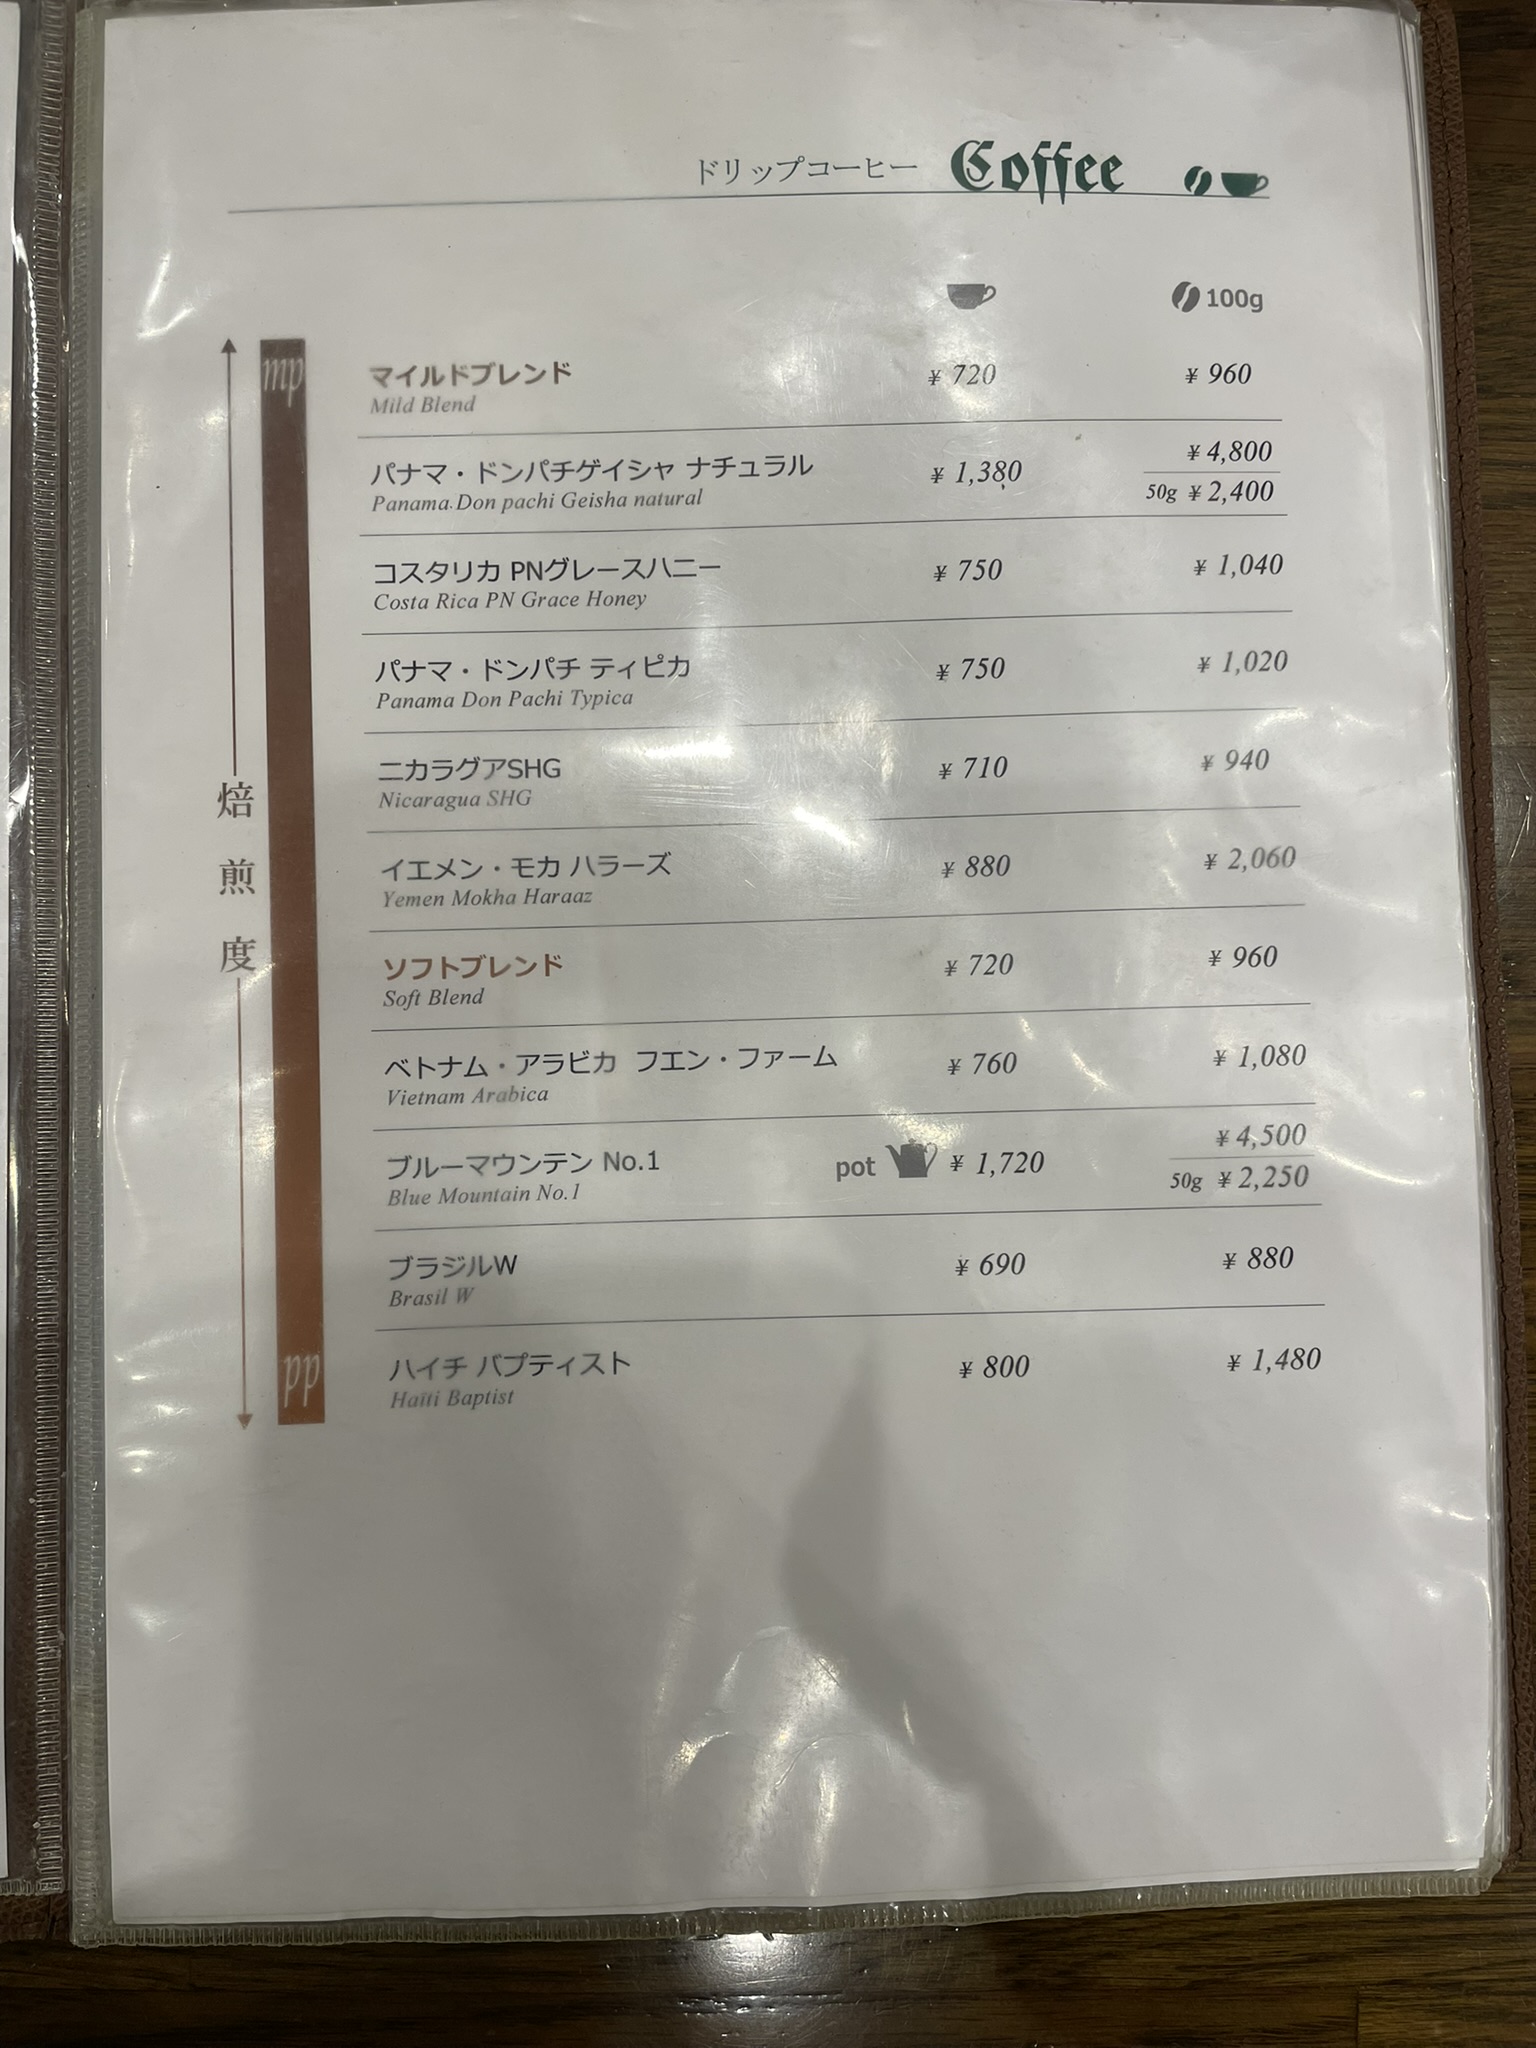 ドリップコーヒー Coffee
100g
mp
マイルドブレンド ¥ 720 ¥ 960
Mild Blend
パナマ・ドンパチゲイシャ ナチュラル ¥ 1,380 ¥ 4,800
Panama Don pachi Geisha natural 50g ¥ 2,400
コスタリカ PNグレースハニー ¥ 750 ¥ 1,040
Costa Rica PN Grace Honey
パナマ・ドンパチ ティピカ ¥ 750 ¥ 1,020
Panama Don Pachi Typica
ニカラグアSHG ¥ 710 ¥ 940
Nicaragua SHG
焙煎度
イエメン・モカ ハラーズ ¥ 880 ¥ 2,060
Yemen Mokha Haraaz
ソフトブレンド ¥ 720 ¥ 960
Soft Blend
ベトナム・アラビカ フエン・ファーム ¥ 760 ¥ 1,080
Vietnam Arabica
ブルーマウンテン No.1 pot ¥ 1,720 ¥ 4,500
Blue Mountain No.1 50g ¥ 2,250
ブラジルW ¥ 690 ¥ 880
Brasil W
pp
ハイチ バプティスト ¥ 800 ¥ 1,480
Haïti Baptist